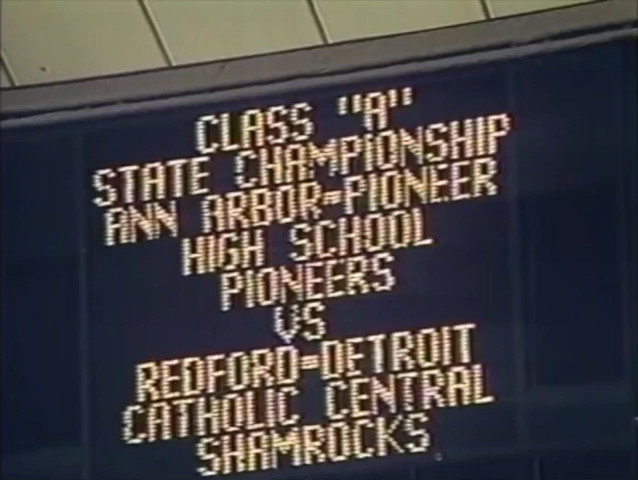 CLASS "A"
STATE CHAMPIONSHIP
ANN ARBOR-PIONEER
HIGH SCHOOL
PIONEERS
VS
REDFORD-DETROIT
CATHOLIC CENTRAL
SHAMROCKS